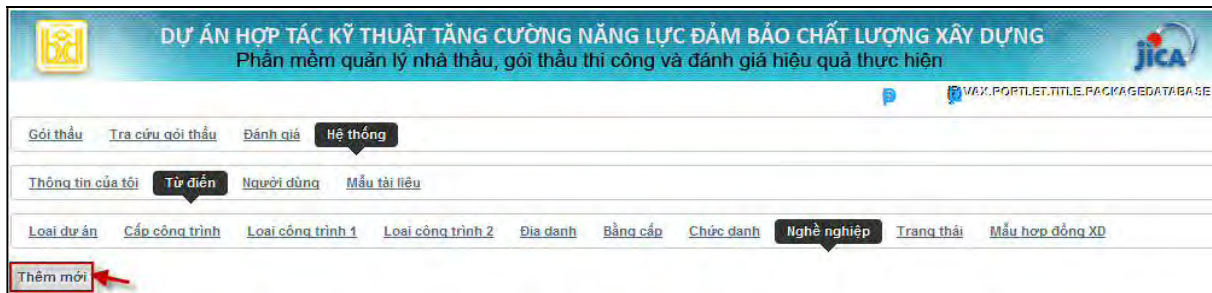 DỰ ÁN HỢP TÁC KỸ THUẬT TĂNG CƯỜNG NĂNG LỰC ĐẢM BẢO CHẤT LƯỢNG XÂY DỰNG
Phần mềm quản lý nhà thầu, gói thầu thi công và đánh giá hiệu quả thực hiện
jica
VAX.PORTLET.TITLE.PACKAGEDATABASE
Gói thầu Tra cứu gói thầu Đánh giá Hệ thống
Thông tin của tôi Từ điển Người dùng Mẫu tài liệu
Loại dự án Cấp công trình Loại công trình 1 Loại công trình 2 Địa danh Bằng cấp Chức danh Nghề nghiệp Trạng thái Mẫu hợp đồng XD
Thêm mới